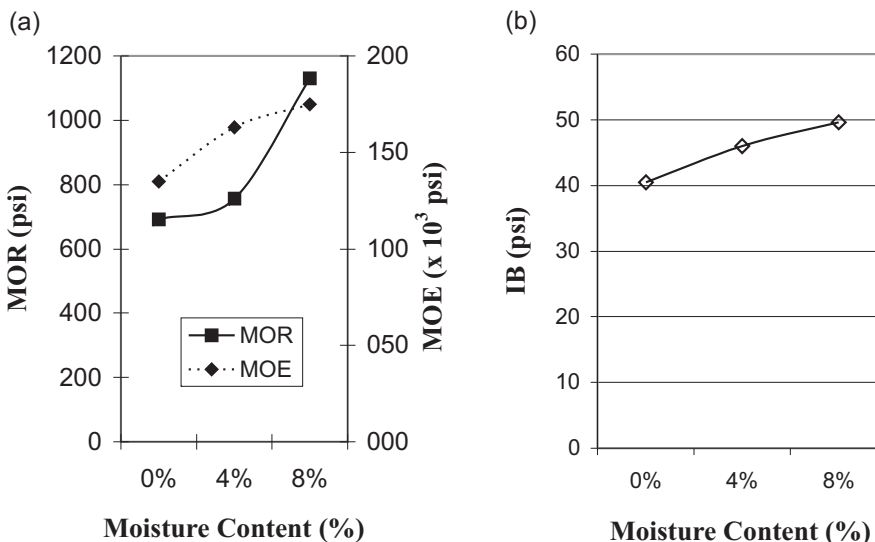 (a)
1200
1000
800
600
400
200
0
MOR (psi)
200
150
100
050
000
MOE (x 10³ psi)
MOR
MOE
0% 4% 8%
Moisture Content (%)
(b)
60
50
40
30
20
10
0
IB (psi)
0% 4% 8%
Moisture Content (%)